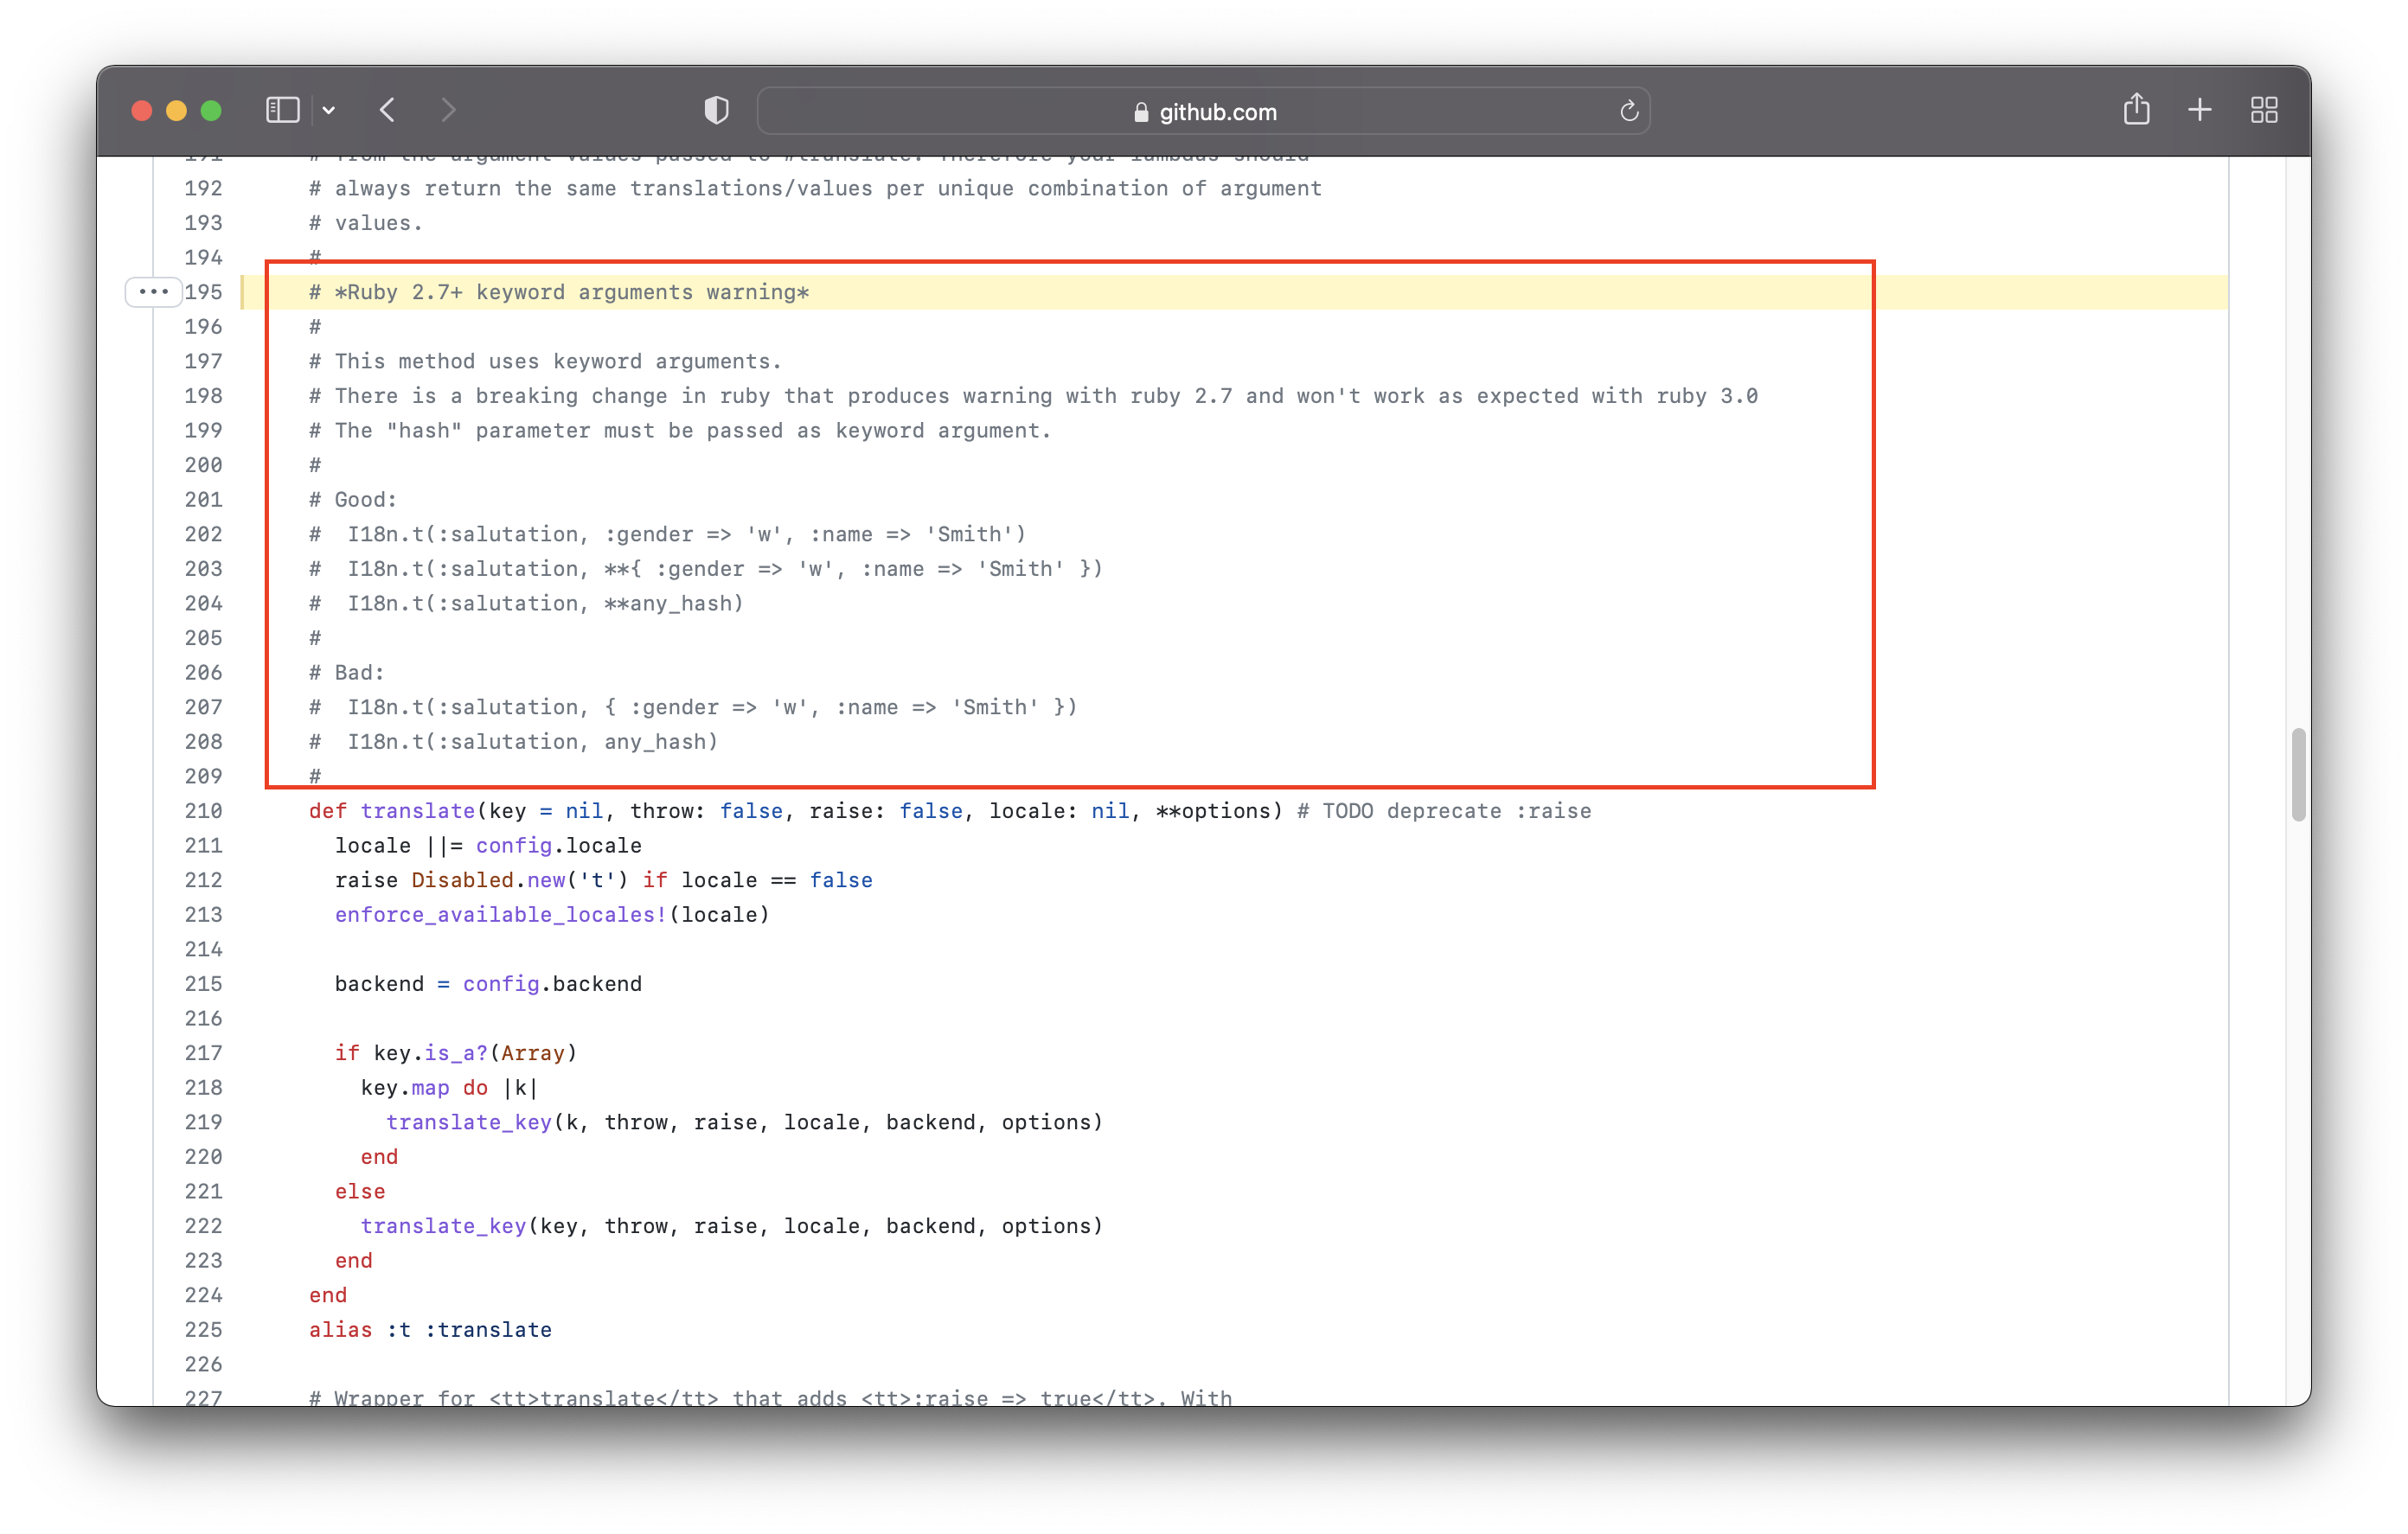 github.com
191 # from the argument values passed to #translate. Therefore your lambdas should
192 # always return the same translations/values per unique combination of argument
193 # values.
194 #
195 # *Ruby 2.7+ keyword arguments warning*
196 #
197 # This method uses keyword arguments.
198 # There is a breaking change in ruby that produces warning with ruby 2.7 and won't work as expected with ruby 3.0
199 # The "hash" parameter must be passed as keyword argument.
200 #
201 # Good:
202 #  I18n.t(:salutation, :gender => 'w', :name => 'Smith')
203 #  I18n.t(:salutation, **{ :gender => 'w', :name => 'Smith' })
204 #  I18n.t(:salutation, **any_hash)
205 #
206 # Bad:
207 #  I18n.t(:salutation, { :gender => 'w', :name => 'Smith' })
208 #  I18n.t(:salutation, any_hash)
209 #
210 def translate(key = nil, throw: false, raise: false, locale: nil, **options) # TODO deprecate :raise
211   locale ||= config.locale
212   raise Disabled.new('t') if locale == false
213   enforce_available_locales!(locale)
214
215   backend = config.backend
216
217   if key.is_a?(Array)
218     key.map do |k|
219       translate_key(k, throw, raise, locale, backend, options)
220     end
221   else
222     translate_key(key, throw, raise, locale, backend, options)
223   end
224 end
225 alias :t :translate
226
227 # Wrapper for <tt>translate</tt> that adds <tt>:raise => true</tt>. With